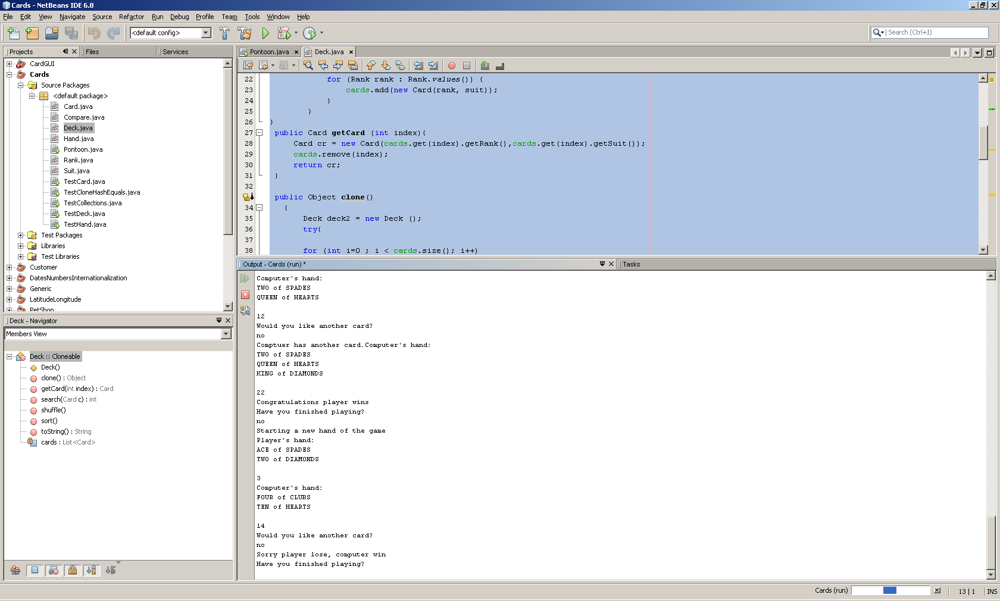 Cards - NetBeans IDE 6.8
File Edit View Navigate Source Refactor Run Debug Profile Team Tools Window Help
<default config>
Search (Ctrl+I)
Projects
Files
Services
CardGUI
Cards
Source Packages
<default package>
Card.java
Compare.java
Deck.java
Hand.java
Pontoon.java
Rank.java
Suit.java
TestCard.java
TestCloneHashEquals.java
TestCollections.java
TestDeck.java
TestHand.java
Test Packages
Libraries
Test Libraries
Customer
DatesNumbersInternationalization
Generic
LatitudeLongitude
PetShop
Deck - Navigator
Members View
Deck :: Cloneable
Deck()
clone() : Object
getCard(int index) : Card
search(Card c) : int
shuffle()
sort()
toString() : String
cards : List<Card>
Pontoon.java
Deck.java
22 for (Rank rank : Rank.values()) {
23 cards.add(new Card(rank, suit));
24 }
25 }
26 }
27 public Card getCard (int index){
28 Card cr = new Card(cards.get(index).getRank(),cards.get(index).getSuit());
29 cards.remove(index);
30 return cr;
31 }
32
public Object clone()
34 {
35 Deck deck2 = new Deck ();
36 try{
37
38 for (int i=0 ; i < cards.size(); i++)
Output - Cards (run) *
Tasks
Computer's hand:
TWO of SPADES
QUEEN of HEARTS
12
Would you like another card?
no
Comptuer has another card.Computer's hand:
TWO of SPADES
QUEEN of HEARTS
KING of DIAMONDS
22
Congratulations player wins
Have you finished playing?
no
Starting a new hand of the game
Player's hand:
ACE of SPADES
TWO of DIAMONDS
3
Computer's hand:
FOUR of CLUBS
TEN of HEARTS
14
Would you like another card?
no
Sorry player lose, computer win
Have you finished playing?
Cards (run)
13 | 1
INS